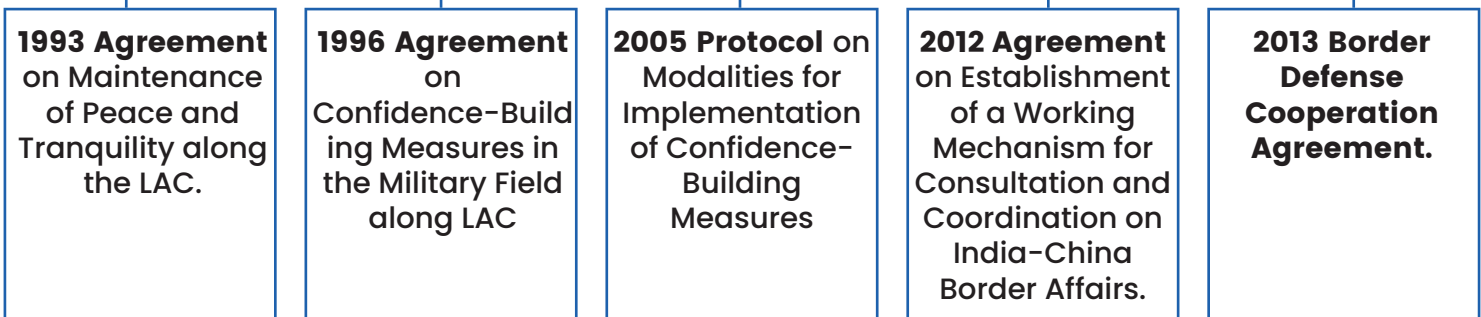 1993 Agreement
on Maintenance
of Peace and
Tranquility along
the LAC.
1996 Agreement
on
Confidence-Build
ing Measures in
the Military Field
along LAC
2005 Protocol on
Modalities for
Implementation
of Confidence-
Building
Measures
2012 Agreement
on Establishment
of a Working
Mechanism for
Consultation and
Coordination on
India-China
Border Affairs.
2013 Border
Defense
Cooperation
Agreement.